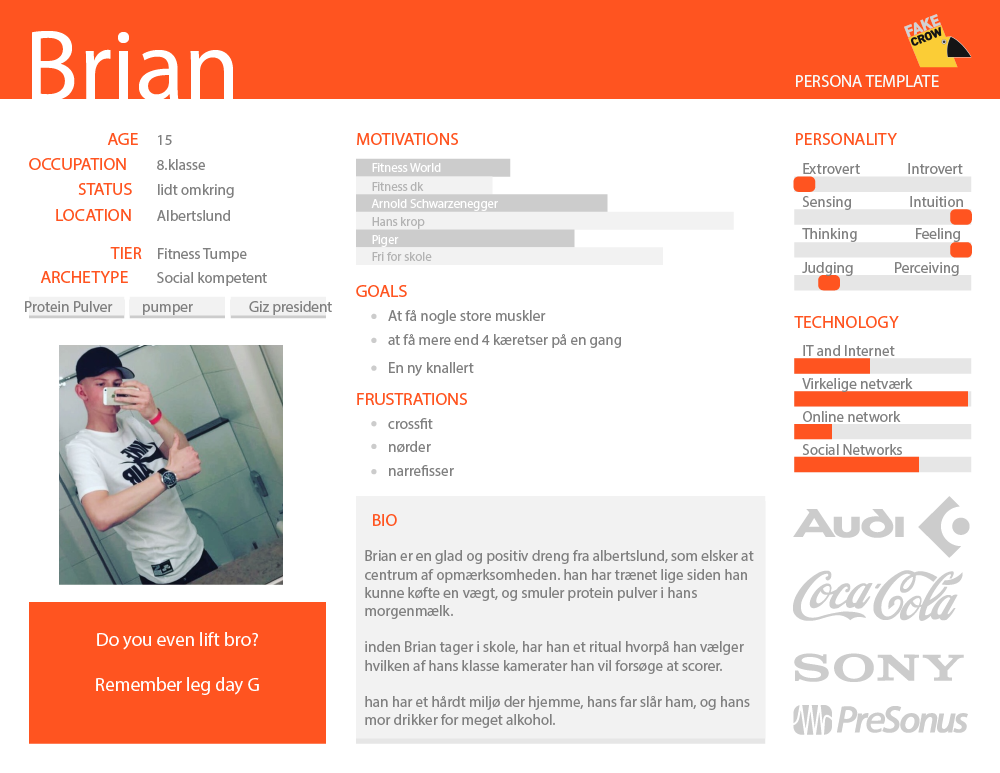 Brian
FAKE
CROW
PERSONA TEMPLATE
AGE 15
OCCUPATION 8.klasse
STATUS lidt omkring
LOCATION Albertslund
TIER Fitness Tumpe
ARCHETYPE Social kompetent
Protein Pulver pumper Giz president
Do you even lift bro?
Remember leg day G
MOTIVATIONS
Fitness World
Fitness dk
Arnold Schwarzenegger
Hans krop
Piger
Fri for skole
GOALS
At få nogle store muskler
at få mere end 4 kæretser på en gang
En ny knallert
FRUSTRATIONS
crossfit
nørder
narrefisser
BIO
Brian er en glad og positiv dreng fra albertslund, som elsker at
centrum af opmærksomheden. han har trænet lige siden han
kunne køfte en vægt, og smuler protein pulver i hans
morgenmælk.
inden Brian tager i skole, har han et ritual hvorpå han vælger
hvilken af hans klasse kamerater han vil forsøge at scorer.
han har et hårdt miljø der hjemme, hans far slår ham, og hans
mor drikker for meget alkohol.
PERSONALITY
Extrovert Introvert
Sensing Intuition
Thinking Feeling
Judging Perceiving
TECHNOLOGY
IT and Internet
Virkelige netværk
Online network
Social Networks
Audi
Coca-Cola
SONY
PreSonus